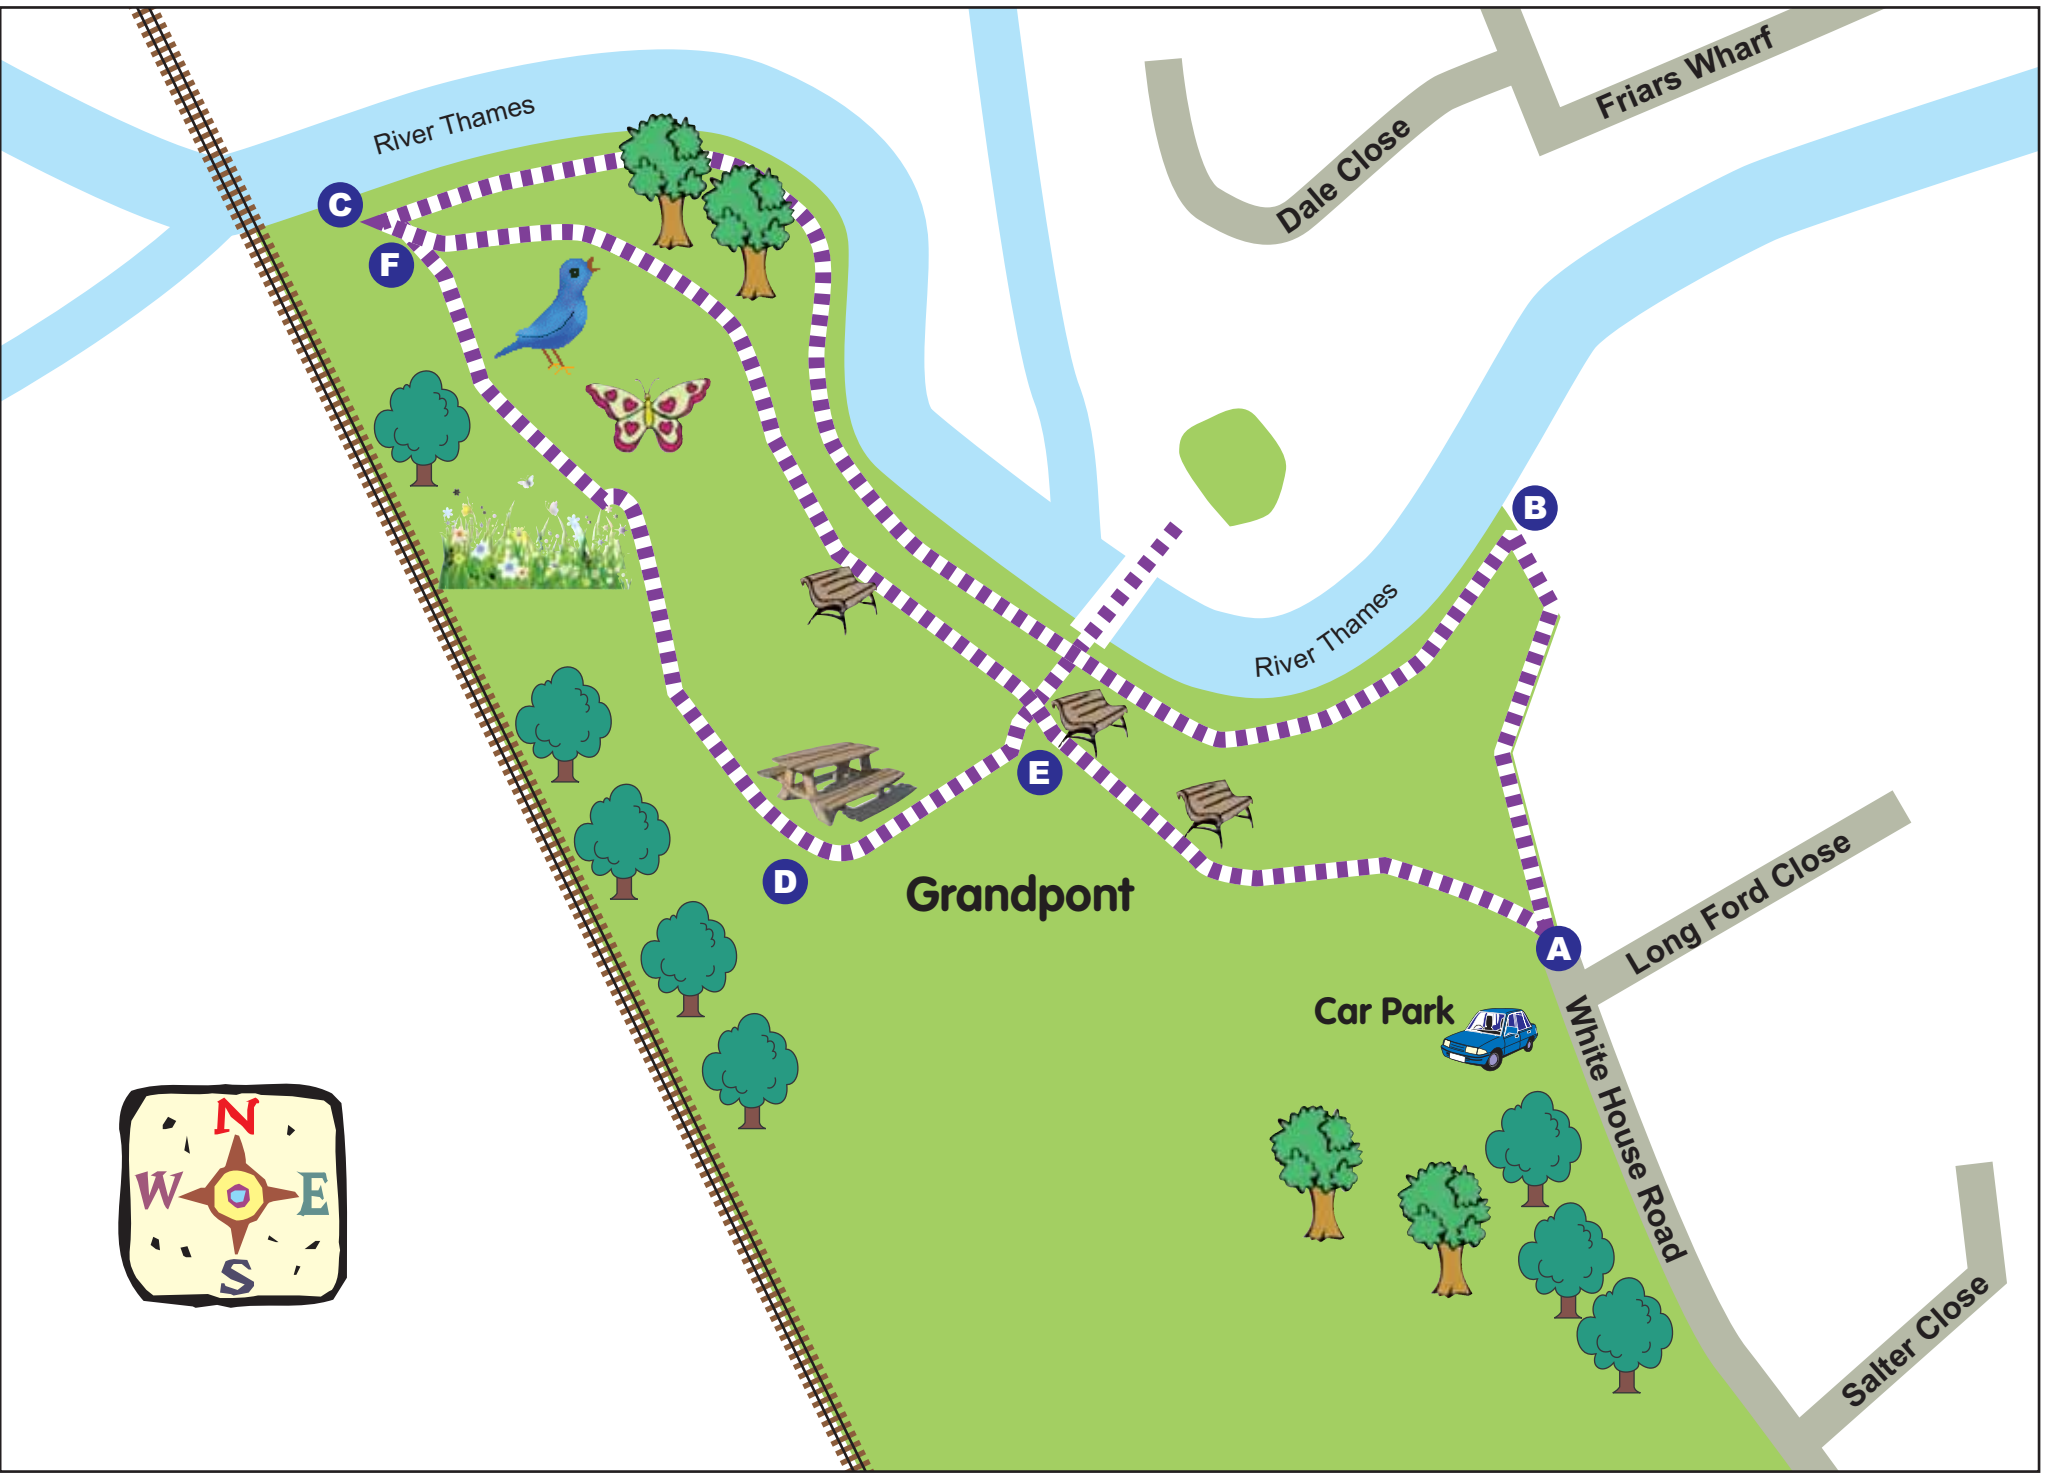 Friars Wharf
River Thames
Dale Close
C
F
B
River Thames
E
D
Grandpont
Long Ford Close
A
Car Park
White House Road
N
W
E
S
Salter Close